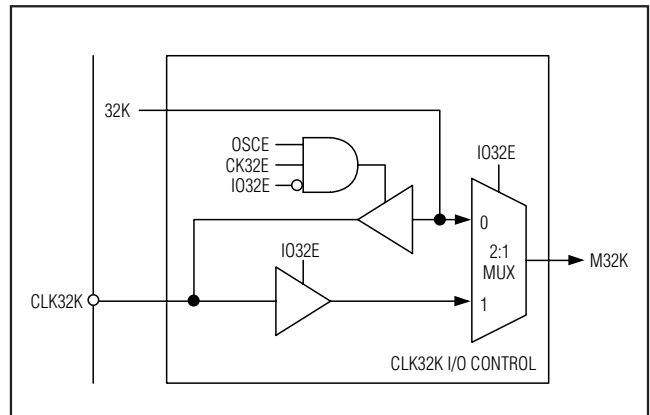 32K
OSCE
CK32E
IO32E
IO32E
0
2:1
MUX
M32K
IO32E
CLK32K
1
CLK32K I/O CONTROL